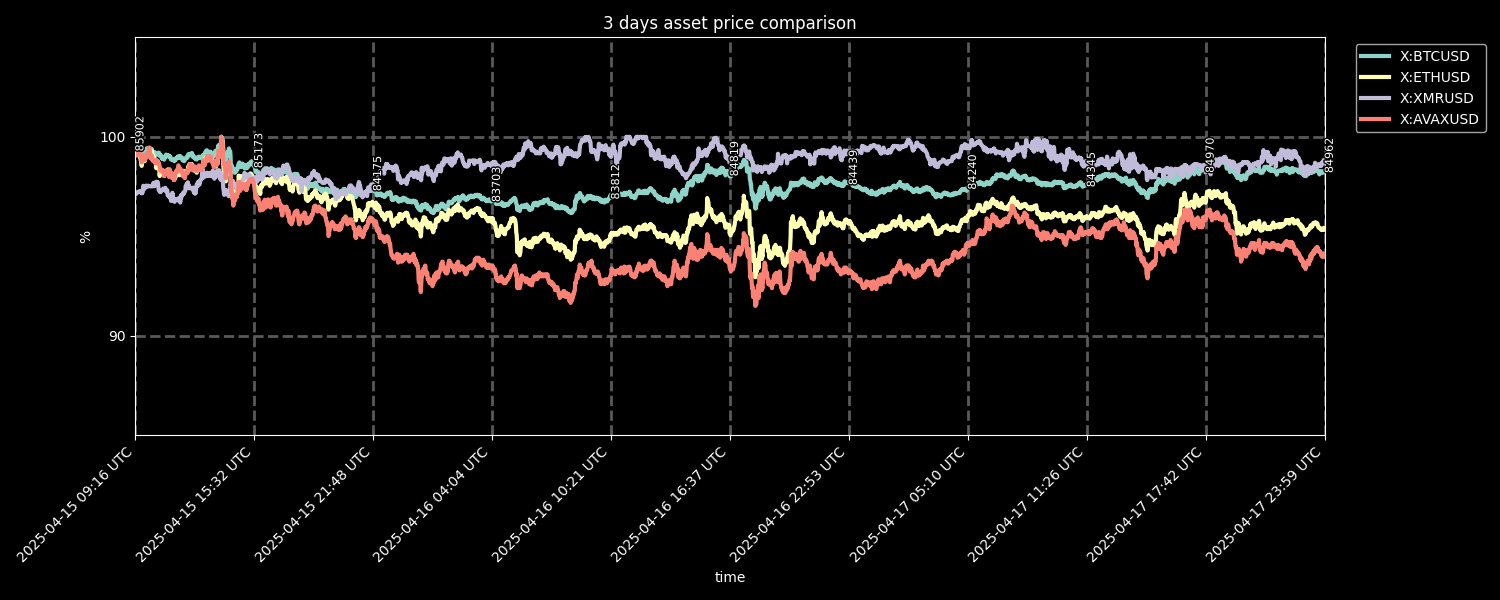 3 days asset price comparison
X:BTCUSD
X:ETHUSD
X:XMRUSD
X:AVAXUSD
100
90
%
85902
85173
84175
83703
83812
84819
84439
84240
84345
84970
84962
2025-04-15 09:16 UTC
2025-04-15 15:32 UTC
2025-04-15 21:48 UTC
2025-04-16 04:04 UTC
2025-04-16 10:21 UTC
2025-04-16 16:37 UTC
2025-04-16 22:53 UTC
2025-04-17 05:10 UTC
2025-04-17 11:26 UTC
2025-04-17 17:42 UTC
2025-04-17 23:59 UTC
time